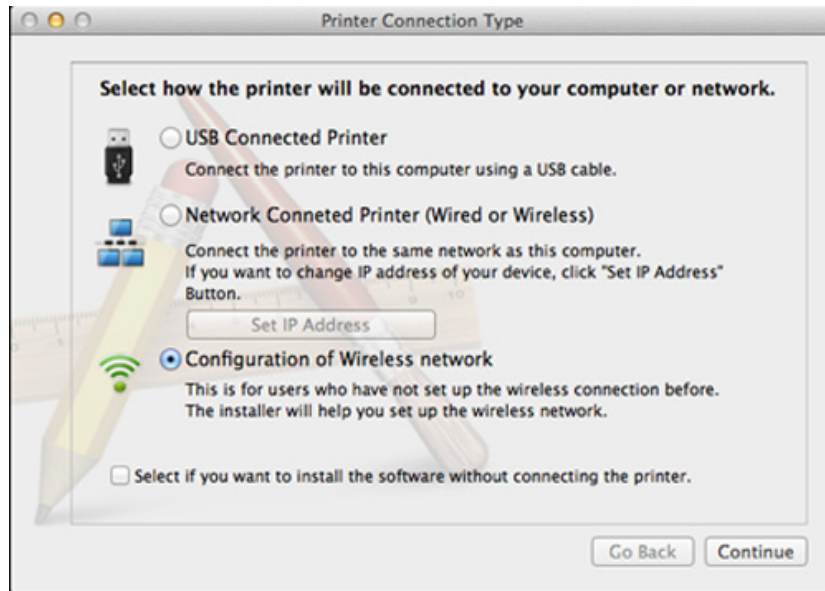 Printer Connection Type
Select how the printer will be connected to your computer or network.
USB Connected Printer
Connect the printer to this computer using a USB cable.
Network Conneted Printer (Wired or Wireless)
Connect the printer to the same network as this computer.
If you want to change IP address of your device, click "Set IP Address"
Button.
Set IP Address
Configuration of Wireless network
This is for users who have not set up the wireless connection before.
The installer will help you set up the wireless network.
Select if you want to install the software without connecting the printer.
Go Back Continue